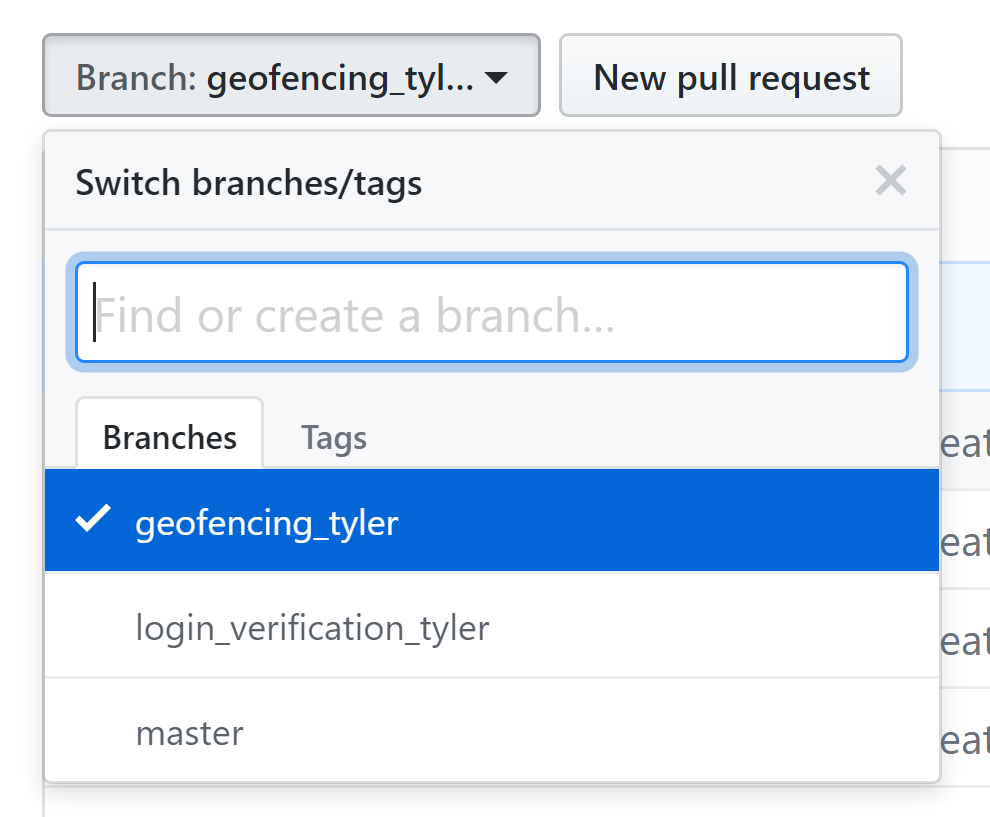 Branch: geofencing_tyl...
New pull request
Switch branches/tags
Find or create a branch...
Branches
Tags
geofencing_tyler
login_verification_tyler
master